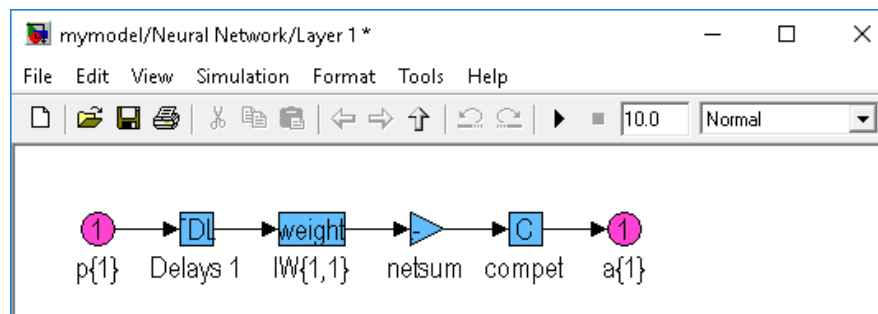 mymodel/Neural Network/Layer 1 *
File Edit View Simulation Format Tools Help
10.0 Normal
1 TDL weight - C 1
p{1} Delays 1 IW{1,1} netsum compet a{1}